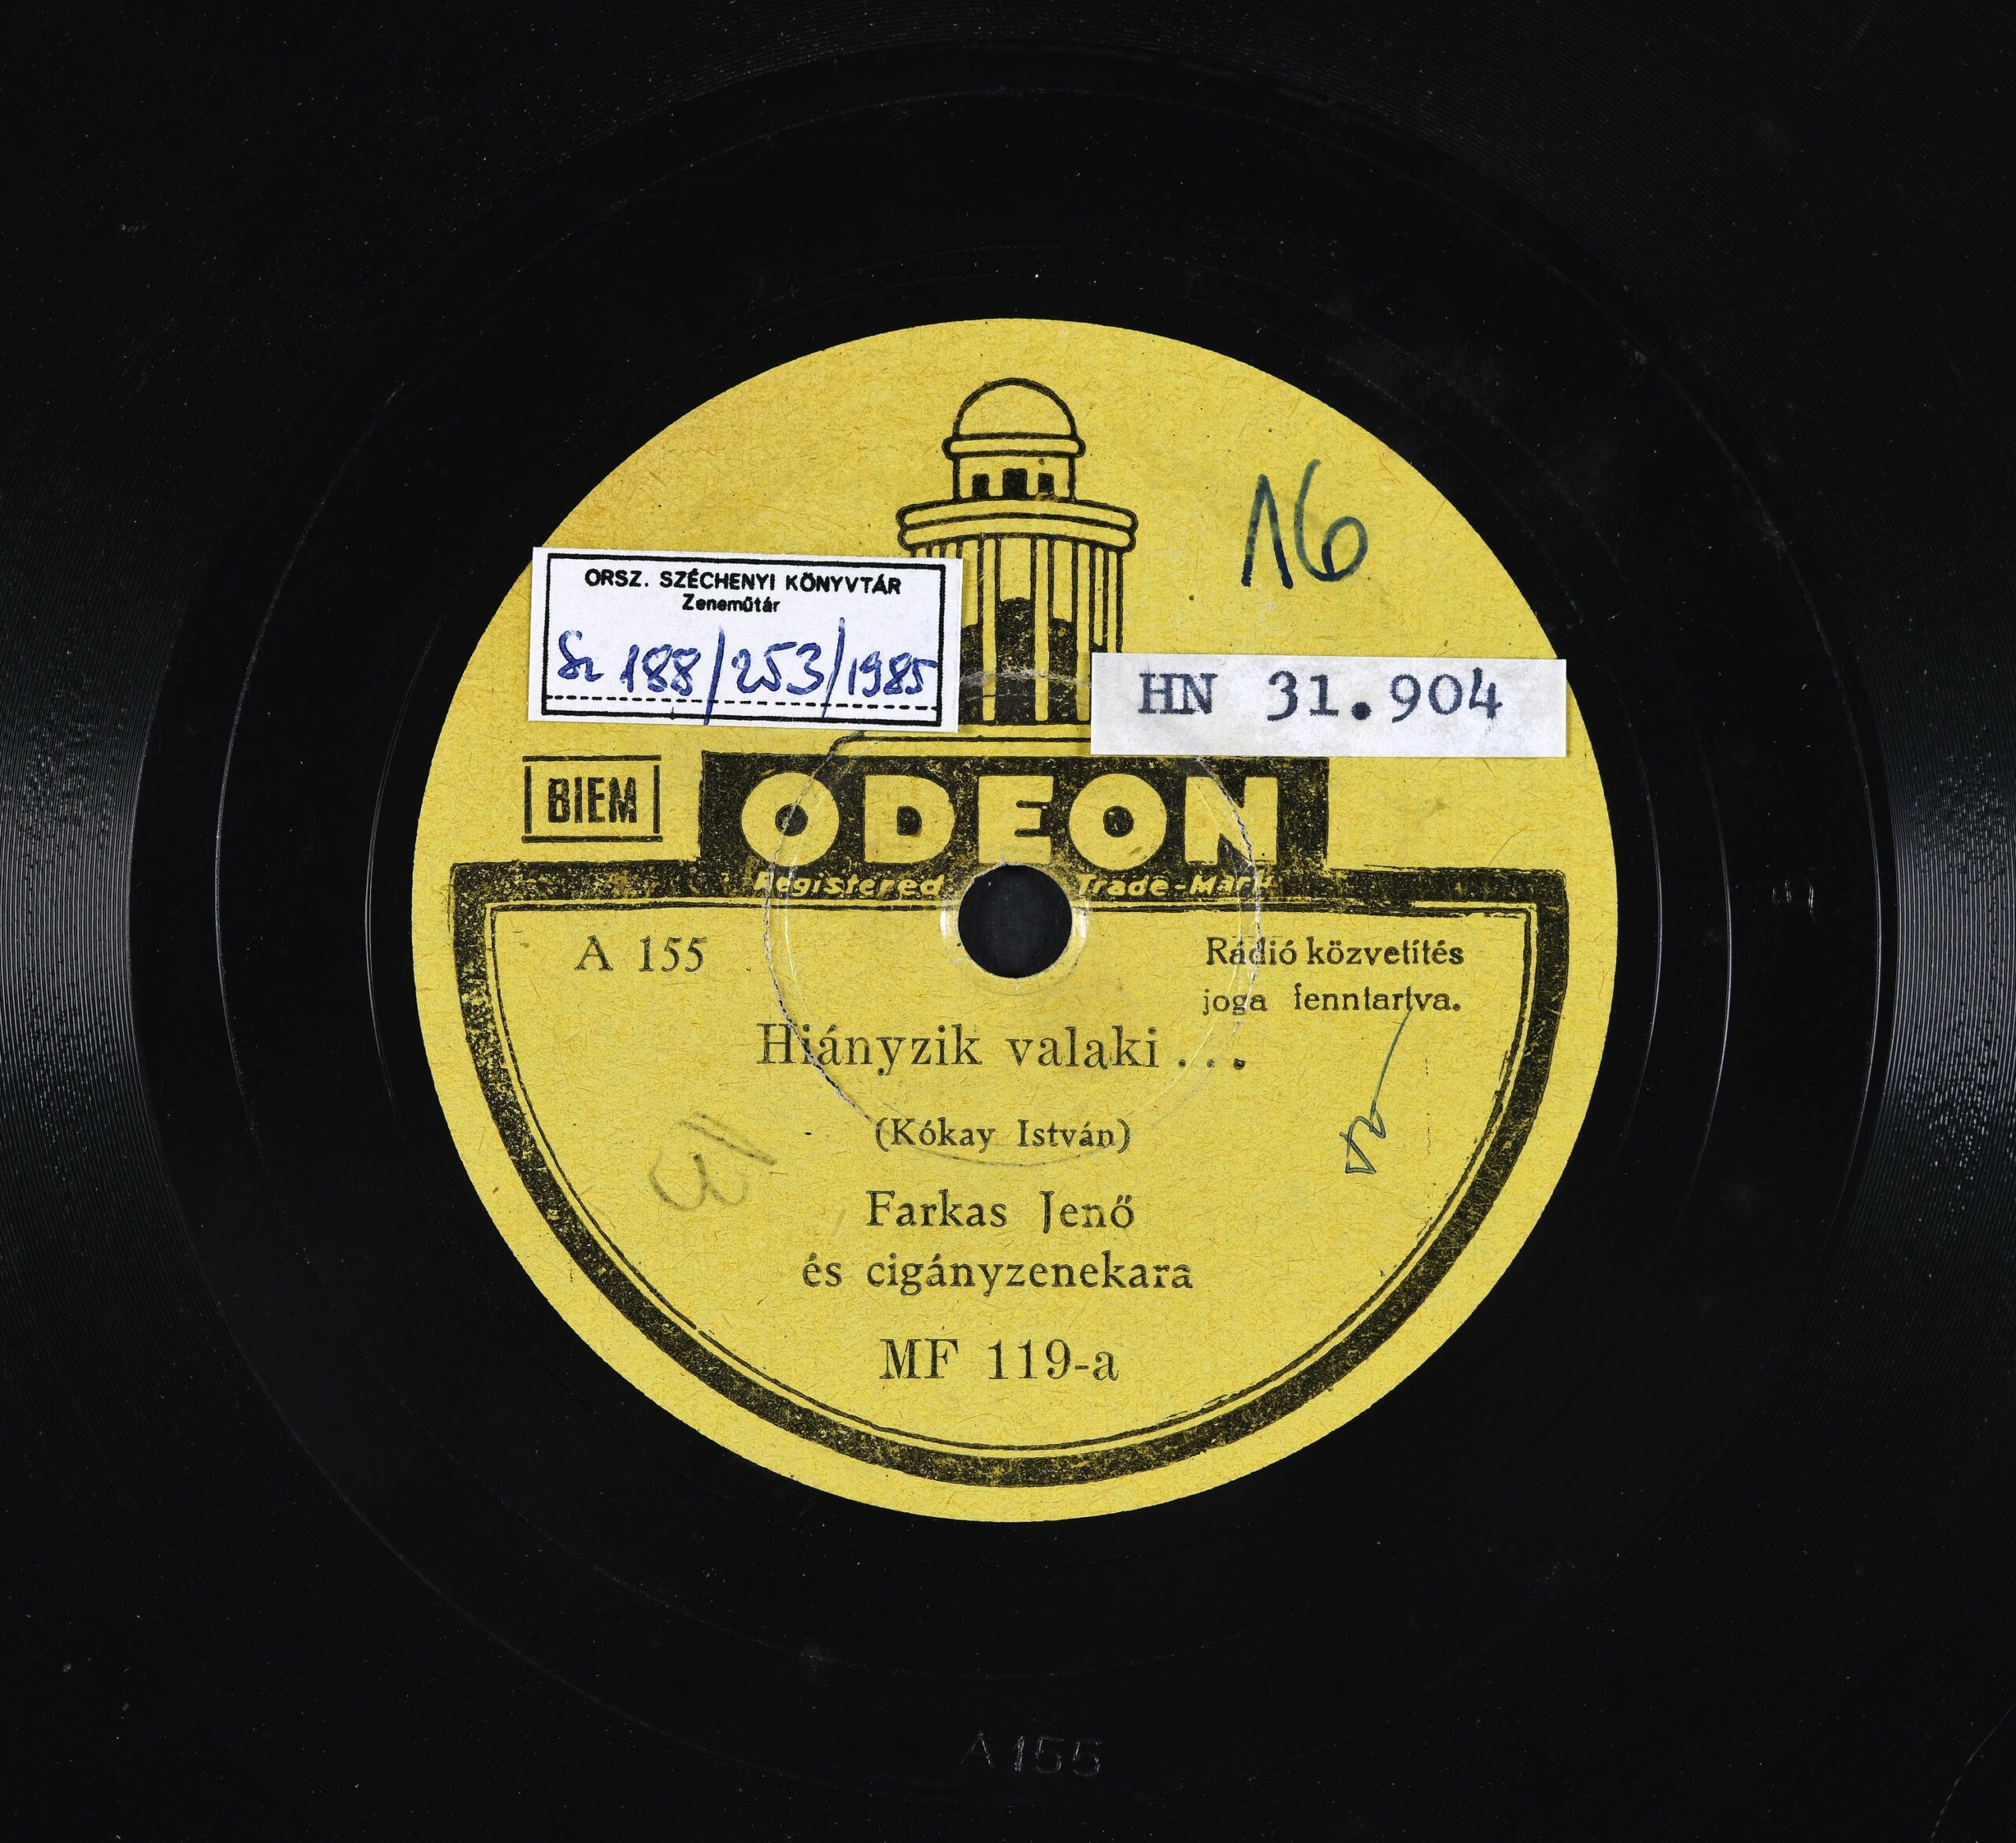 16
ORSZ. SZÉCHENYI KÖNYVTÁR
Zeneműtár
Sz 188/253/1985
HN 31.904
BIEM
ODEON
Registered Trade-Mark
A 155
Rádió közvetítés
joga fenntartva.
Hiányzik valaki...
(Kókay István)
Farkas Jenő
és cigányzenekara
MF 119-a
A 155